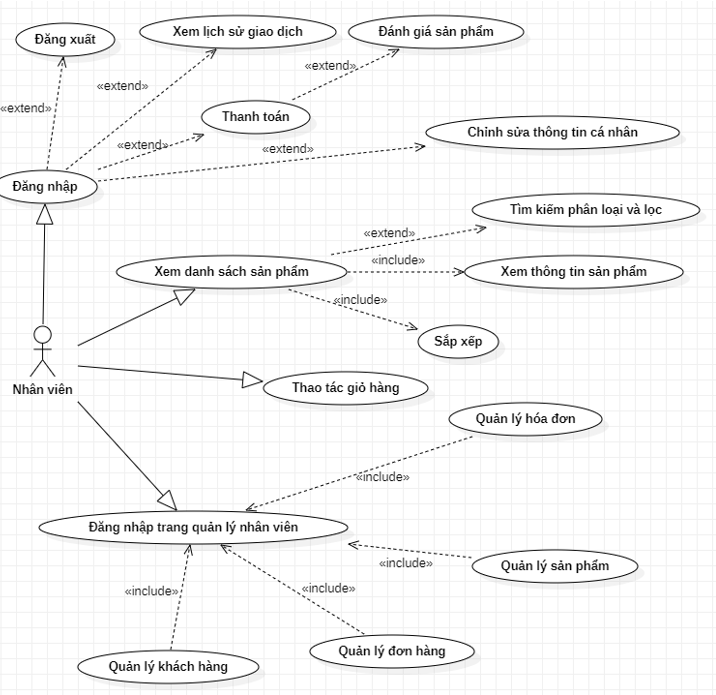 Đăng xuất
Xem lịch sử giao dịch
Đánh giá sản phẩm
«extend»
«extend»
«extend»
Thanh toán
«extend»
«extend»
Chỉnh sửa thông tin cá nhân
Đăng nhập
Tìm kiếm phân loại và lọc
«extend»
«include»
Xem danh sách sản phẩm
Xem thông tin sản phẩm
«include»
Sắp xếp
Nhân viên
Thao tác giỏ hàng
Quản lý hóa đơn
«include»
Đăng nhập trang quản lý nhân viên
«include»
Quản lý sản phẩm
«include»
«include»
Quản lý đơn hàng
Quản lý khách hàng